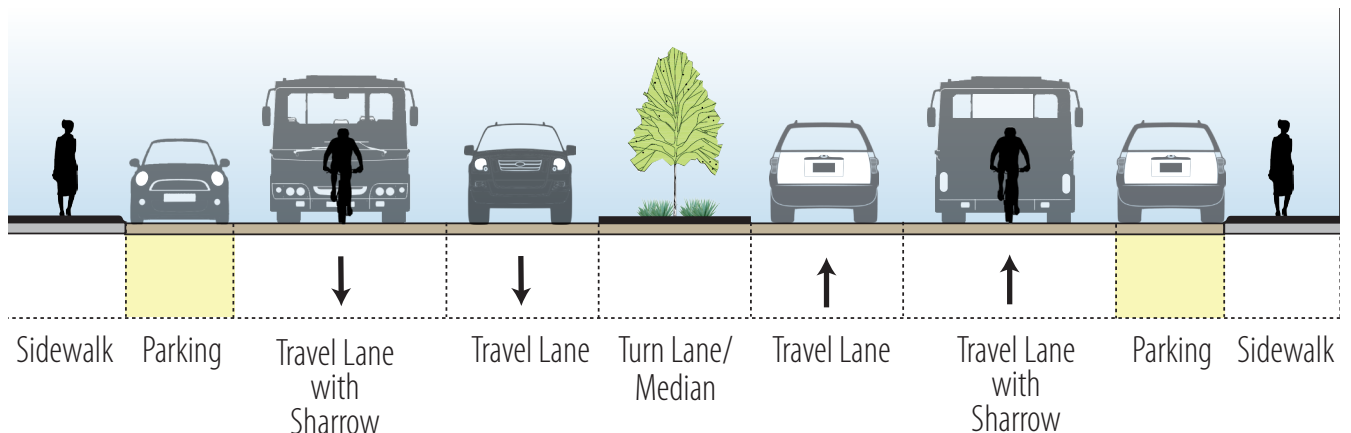 Sidewalk
Parking
Travel Lane
with
Sharrow
Travel Lane
Turn Lane/
Median
Travel Lane
Travel Lane
with
Sharrow
Parking
Sidewalk